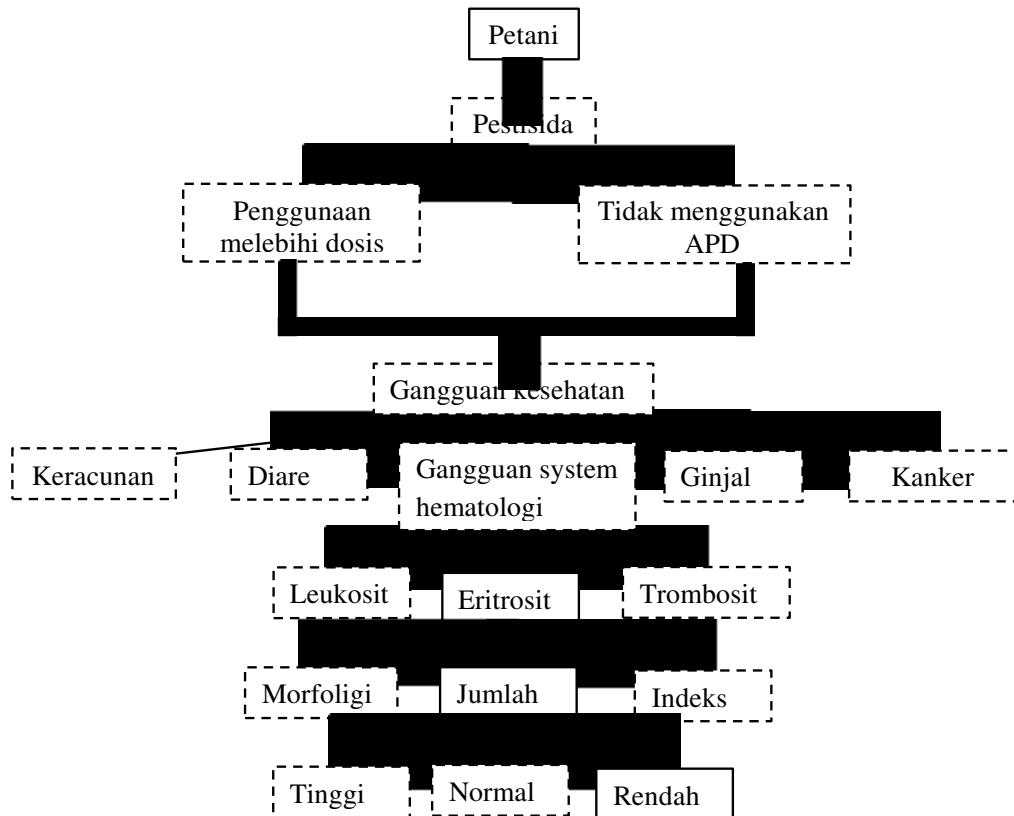 Petani
Pestisida
Penggunaan
melebihi dosis
Tidak menggunakan
APD
Gangguan kesehatan
Keracunan
Diare
Gangguan system
hematologi
Ginjal
Kanker
Leukosit
Eritrosit
Trombosit
Morfoligi
Jumlah
Indeks
Tinggi
Normal
Rendah